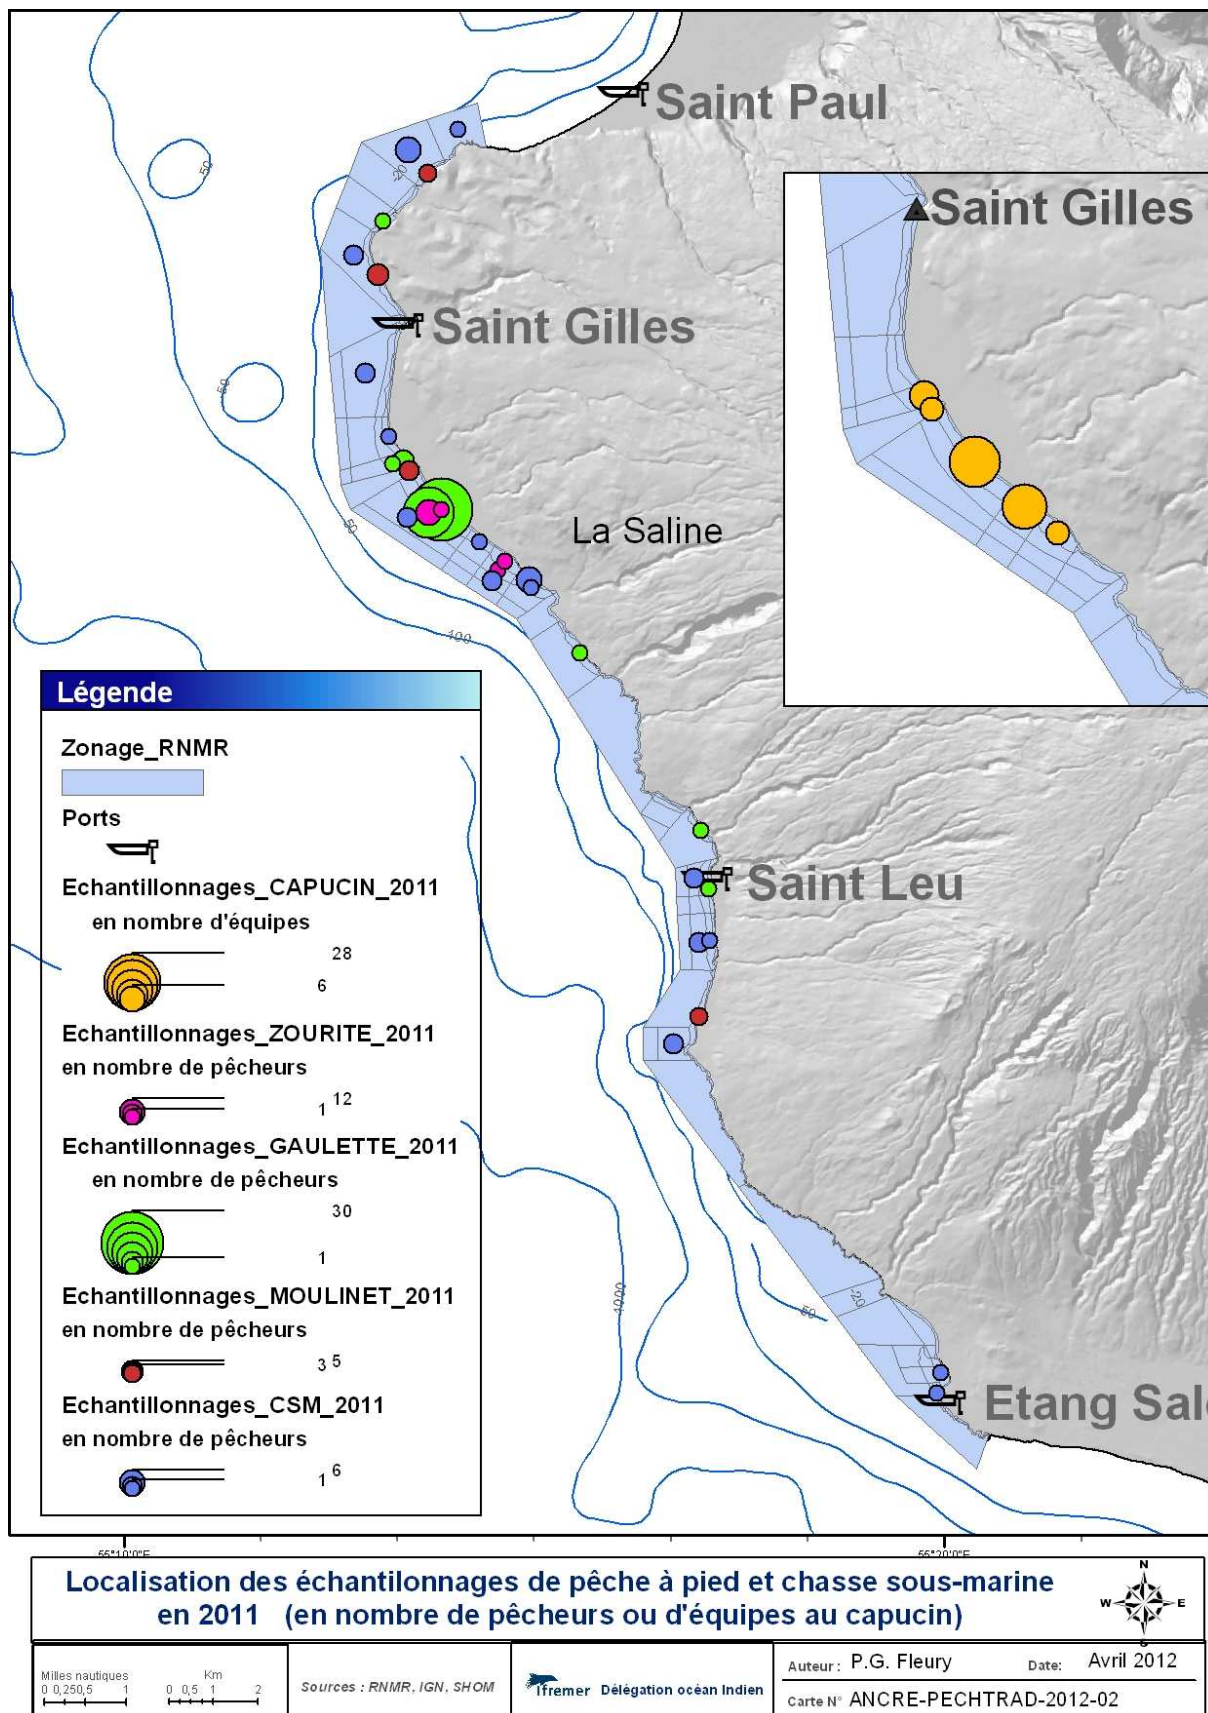 Saint Paul
Saint Gilles
50
-20
Saint Gilles
50
50
La Saline
100
Légende
Zonage_RNMR
Ports
Echantillonnages_CAPUCIN_2011
en nombre d'équipes
28
6
Echantillonnages_ZOURITE_2011
en nombre de pêcheurs
1 12
Echantillonnages_GAULETTE_2011
en nombre de pêcheurs
30
1
Echantillonnages_MOULINET_2011
en nombre de pêcheurs
3 5
Echantillonnages_CSM_2011
en nombre de pêcheurs
1 6
Saint Leu
1000
50
-20
Etang Sal
55°10'0"E
55°20'0"E
Localisation des échantilonnages de pêche à pied et chasse sous-marine
en 2011 (en nombre de pêcheurs ou d'équipes au capucin)
N
W E
S
Milles nautiques
0 0,250,5 1
Km
0 0,5 1 2
Sources : RNMR, IGN, SHOM
Ifremer Délégation océan Indien
Auteur : P.G. Fleury Date: Avril 2012
Carte N° ANCRE-PECHTRAD-2012-02